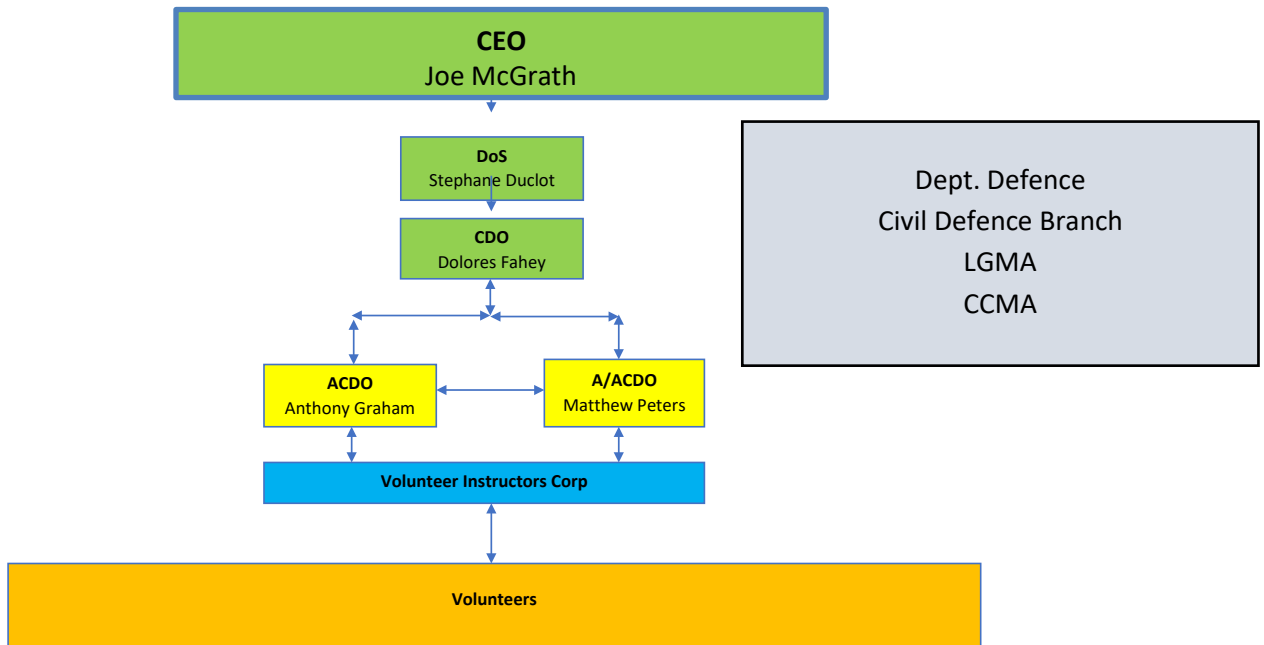 CEO
Joe McGrath
DoS
Stephane Duclot
CDO
Dolores Fahey
Dept. Defence
Civil Defence Branch
LGMA
CCMA
ACDO
Anthony Graham
A/ACDO
Matthew Peters
Volunteer Instructors Corp
Volunteers